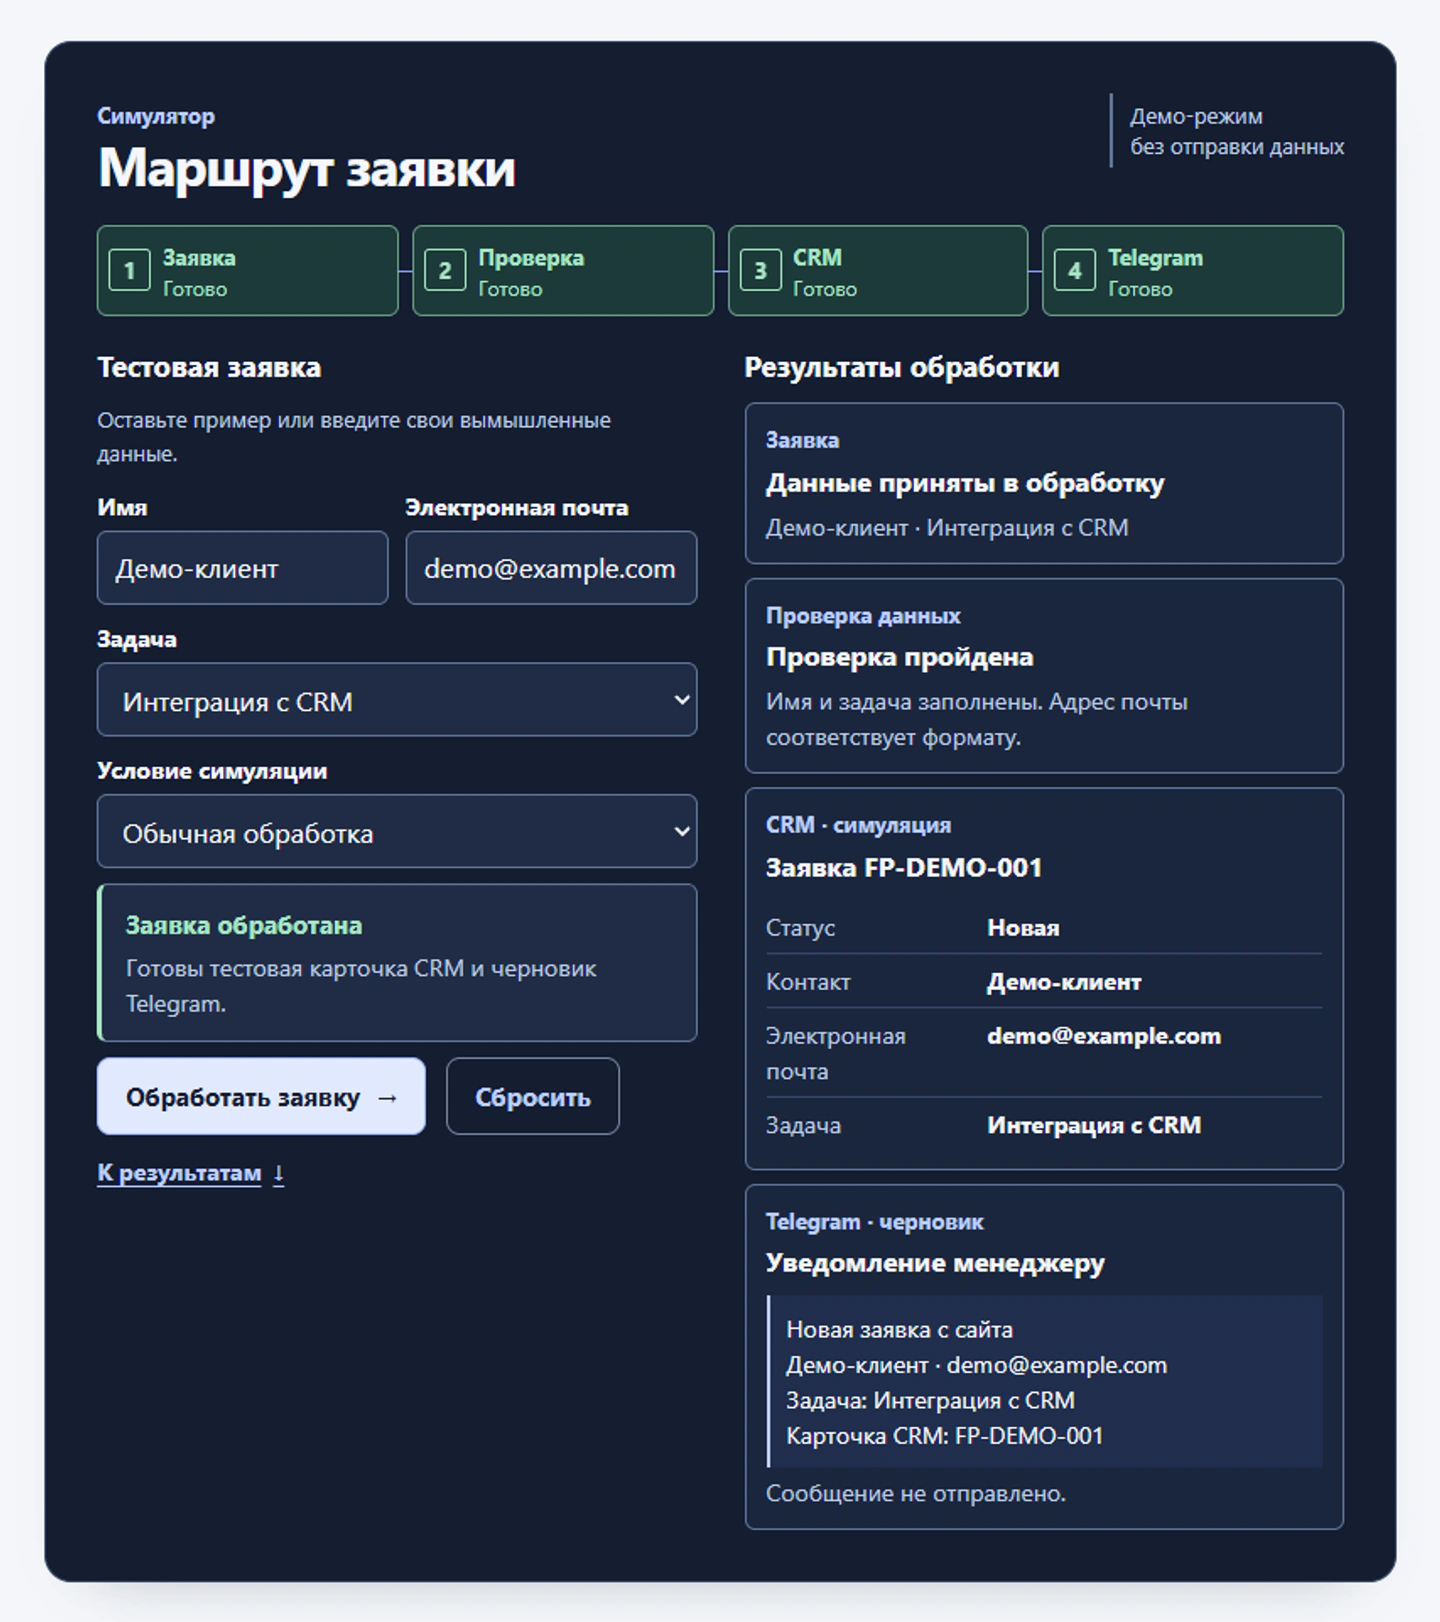 Симулятор
Маршрут заявки
Демо-режим
без отправки данных
1 Заявка
Готово
2 Проверка
Готово
3 CRM
Готово
4 Telegram
Готово
Тестовая заявка
Оставьте пример или введите свои вымышленные
данные.
Имя
Электронная почта
Демо-клиент
demo@example.com
Задача
Интеграция с CRM
Условие симуляции
Обычная обработка
Заявка обработана
Готовы тестовая карточка CRM и черновик
Telegram.
Обработать заявку →
Сбросить
К результатам ↓
Результаты обработки
Заявка
Данные приняты в обработку
Демо-клиент · Интеграция с CRM
Проверка данных
Проверка пройдена
Имя и задача заполнены. Адрес почты
соответствует формату.
CRM · симуляция
Заявка FP-DEMO-001
Статус Новая
Контакт Демо-клиент
Электронная demo@example.com
почта
Задача Интеграция с CRM
Telegram · черновик
Уведомление менеджеру
Новая заявка с сайта
Демо-клиент · demo@example.com
Задача: Интеграция с CRM
Карточка CRM: FP-DEMO-001
Сообщение не отправлено.